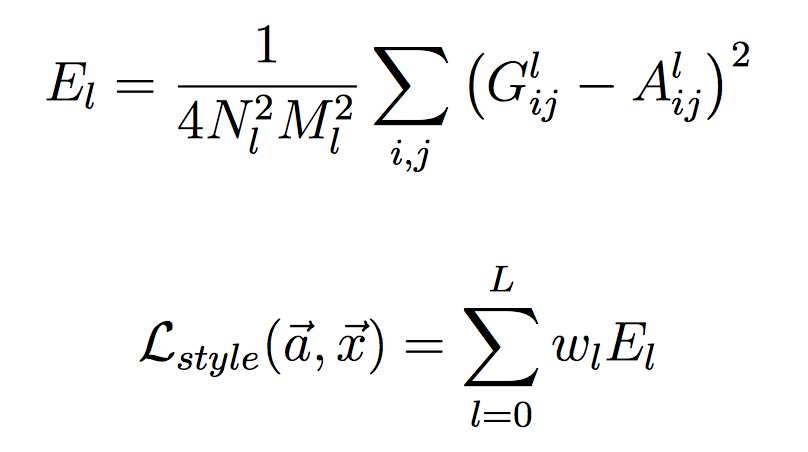 E_l = \frac{1}{4N_l^2 M_l^2} \sum_{i,j} \left( G_{ij}^l - A_{ij}^l \right)^2
\mathcal{L}_{style}(\vec{a}, \vec{x}) = \sum_{l=0}^{L} w_l E_l